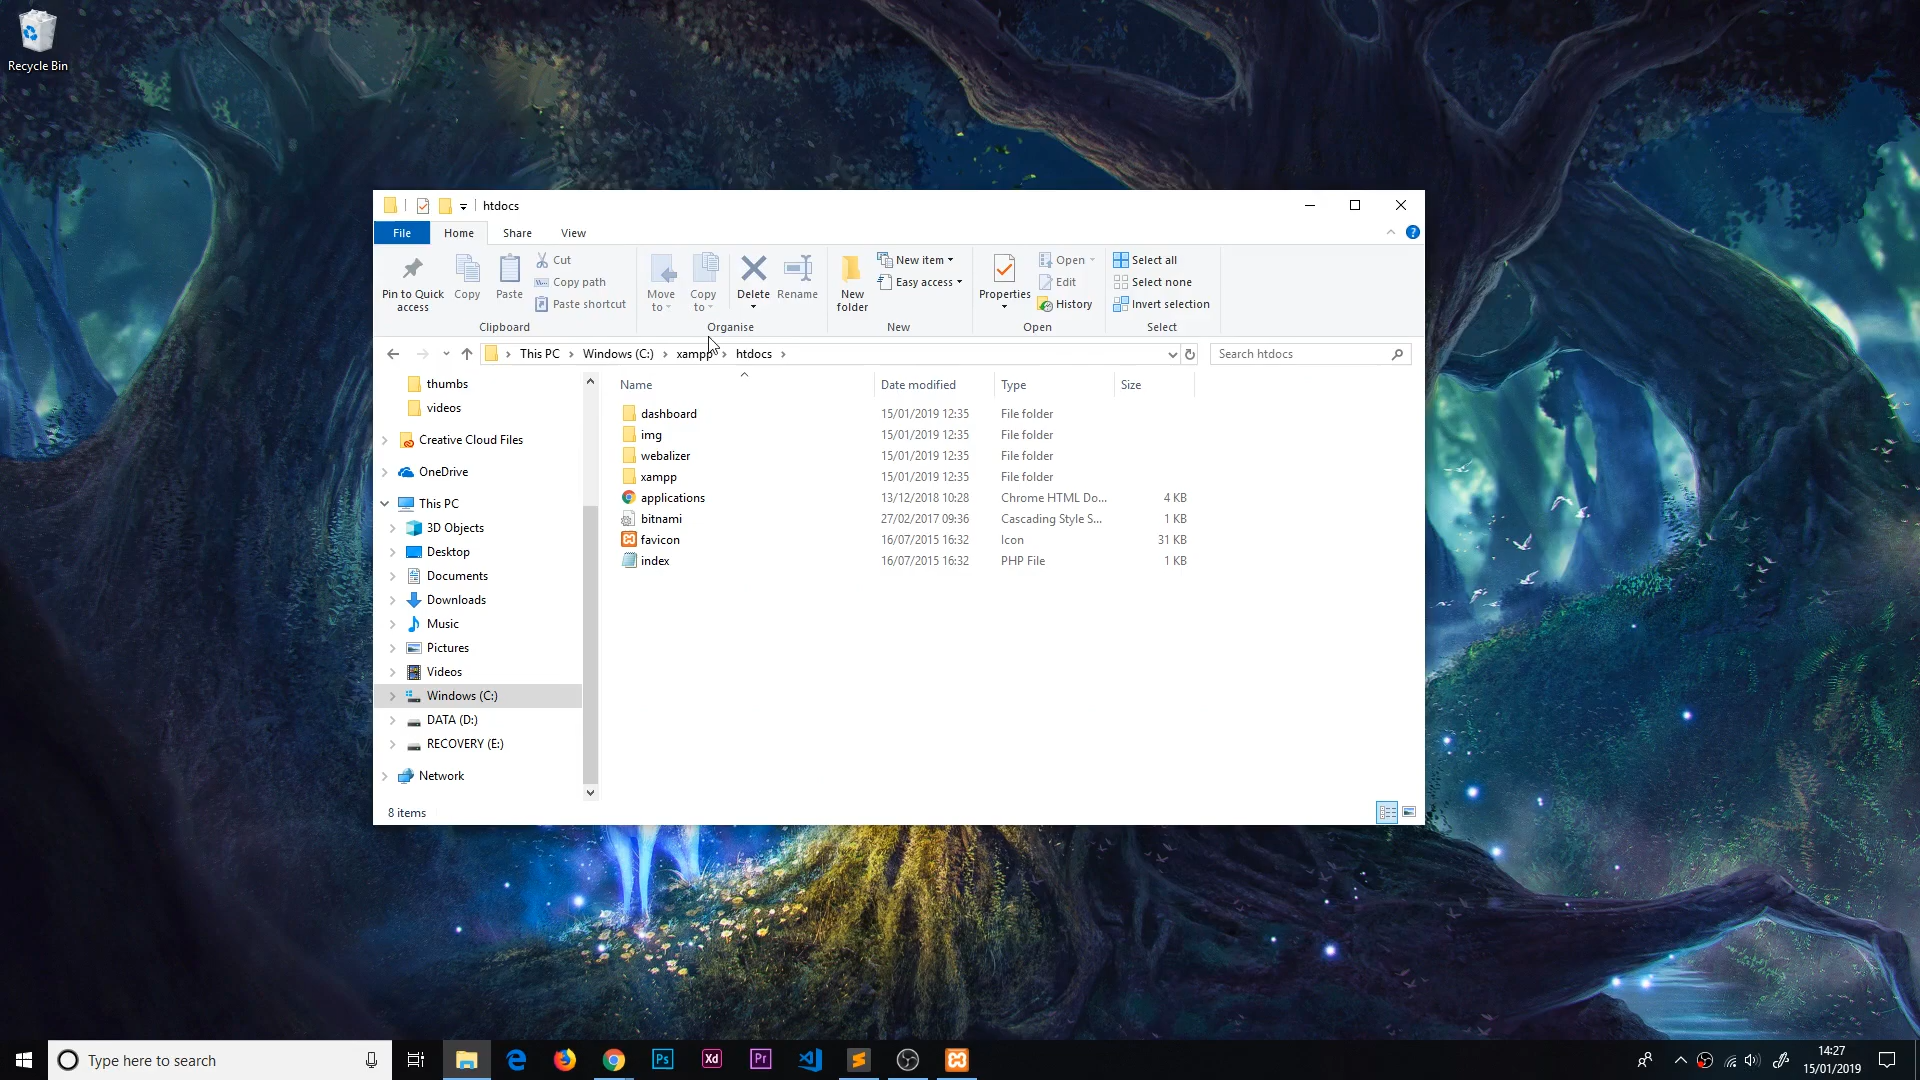 Recycle Bin
htdocs
File Home Share View
Pin to Quick access
Copy
Paste
Cut
Copy path
Paste shortcut
Clipboard
Move to
Copy to
Delete
Rename
Organise
New folder
New item
Easy access
New
Properties
Open
Edit
History
Open
Select all
Select none
Invert selection
Select
This PC Windows (C:) xampp htdocs
Search htdocs
thumbs
videos
Creative Cloud Files
OneDrive
This PC
3D Objects
Desktop
Documents
Downloads
Music
Pictures
Videos
Windows (C:)
DATA (D:)
RECOVERY (E:)
Network
Name Date modified Type Size
dashboard 15/01/2019 12:35 File folder
img 15/01/2019 12:35 File folder
webalizer 15/01/2019 12:35 File folder
xampp 15/01/2019 12:35 File folder
applications 13/12/2018 10:28 Chrome HTML Do... 4 KB
bitnami 27/02/2017 09:36 Cascading Style S... 1 KB
favicon 16/07/2015 16:32 Icon 31 KB
index 16/07/2015 16:32 PHP File 1 KB
8 items
Type here to search
Ps
Xd
Pr
14:27
15/01/2019